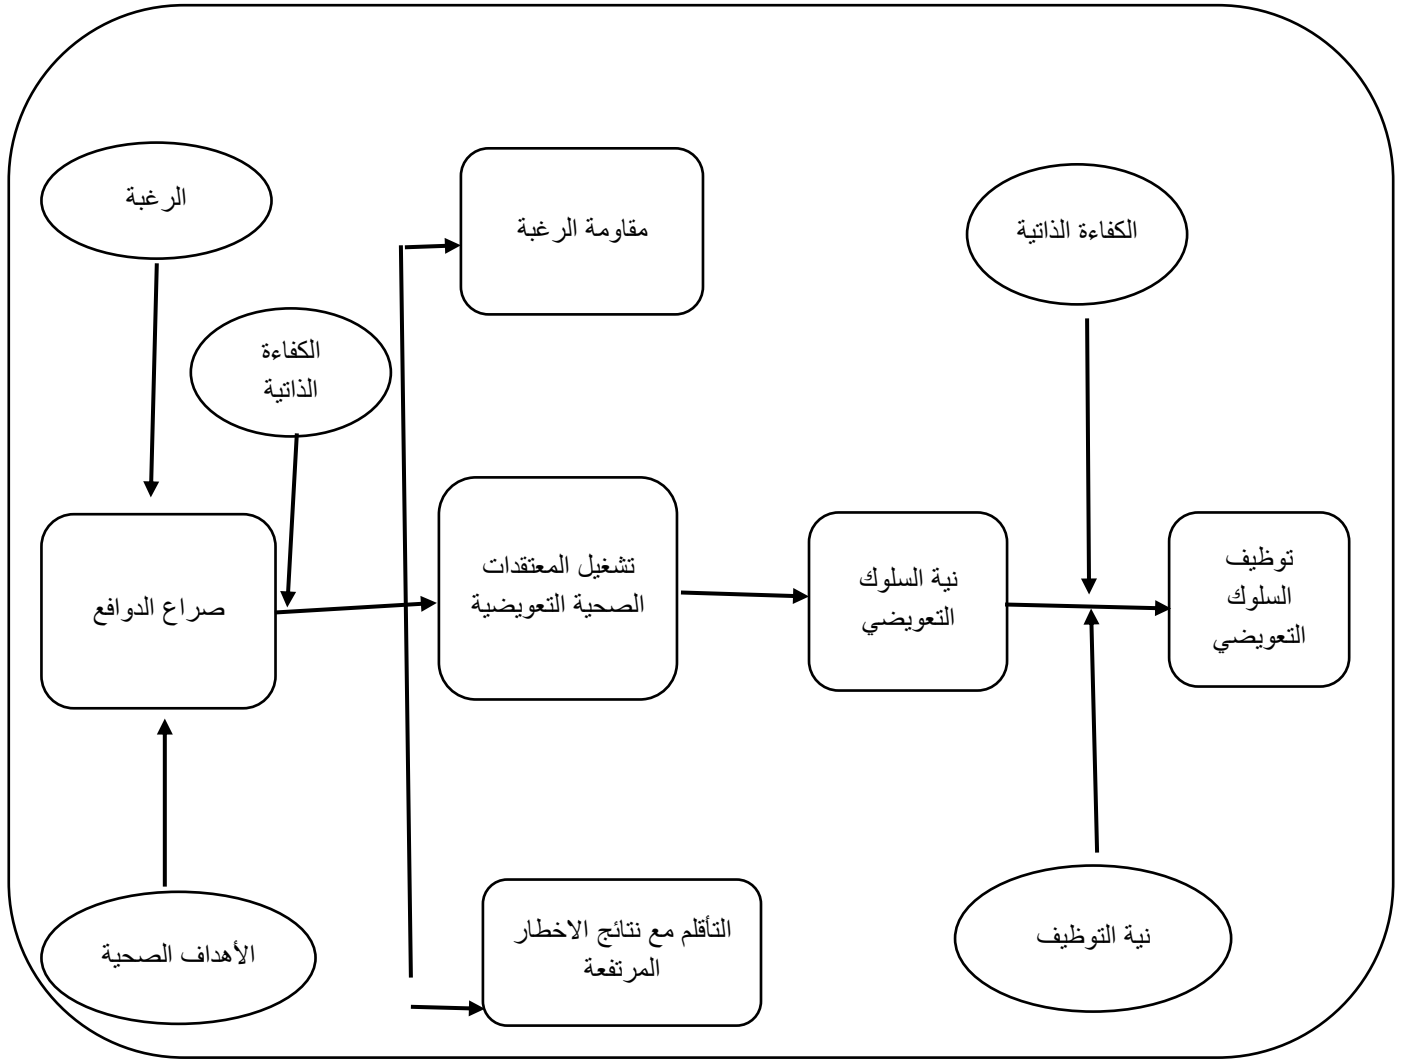 الرغبة
مقاومة الرغبة
الكفاءة الذاتية
الكفاءة
الذاتية
صراع الدوافع
تشغيل المعتقدات
الصحية التعويضية
نية السلوك
التعويضي
توظيف
السلوك
التعويضي
الأهداف الصحية
التأقلم مع نتائج الاخطار
المرتفعة
نية التوظيف